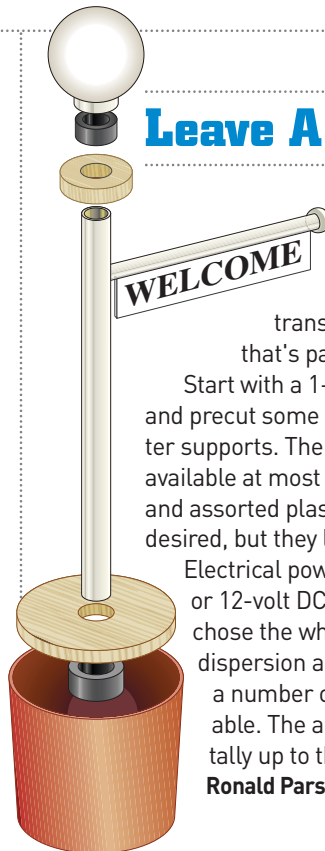 Leave A
WELCOME
trans
that's pa
Start with a 1-
and precut some
ter supports. The
available at most
and assorted plas
desired, but they l
Electrical pow
or 12-volt DC
chose the wh
dispersion a
a number o
able. The a
tally up to th
Ronald Pars